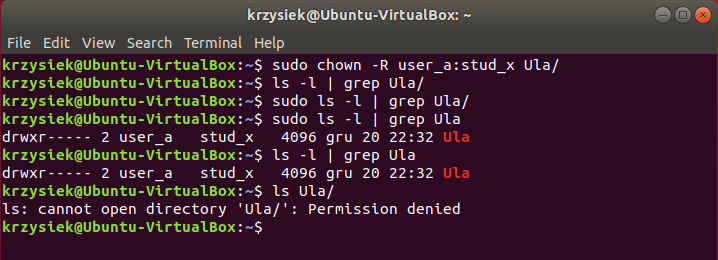 krzysiek@Ubuntu-VirtualBox: ~
File Edit View Search Terminal Help
krzysiek@Ubuntu-VirtualBox:~$ sudo chown -R user_a:stud_x Ula/
krzysiek@Ubuntu-VirtualBox:~$ ls -l | grep Ula/
krzysiek@Ubuntu-VirtualBox:~$ sudo ls -l | grep Ula/
krzysiek@Ubuntu-VirtualBox:~$ sudo ls -l | grep Ula
drwxr----- 2 user_a   stud_x   4096 gru 20 22:32 Ula
krzysiek@Ubuntu-VirtualBox:~$ ls -l | grep Ula
drwxr----- 2 user_a   stud_x   4096 gru 20 22:32 Ula
krzysiek@Ubuntu-VirtualBox:~$ ls Ula/
ls: cannot open directory 'Ula/': Permission denied
krzysiek@Ubuntu-VirtualBox:~$